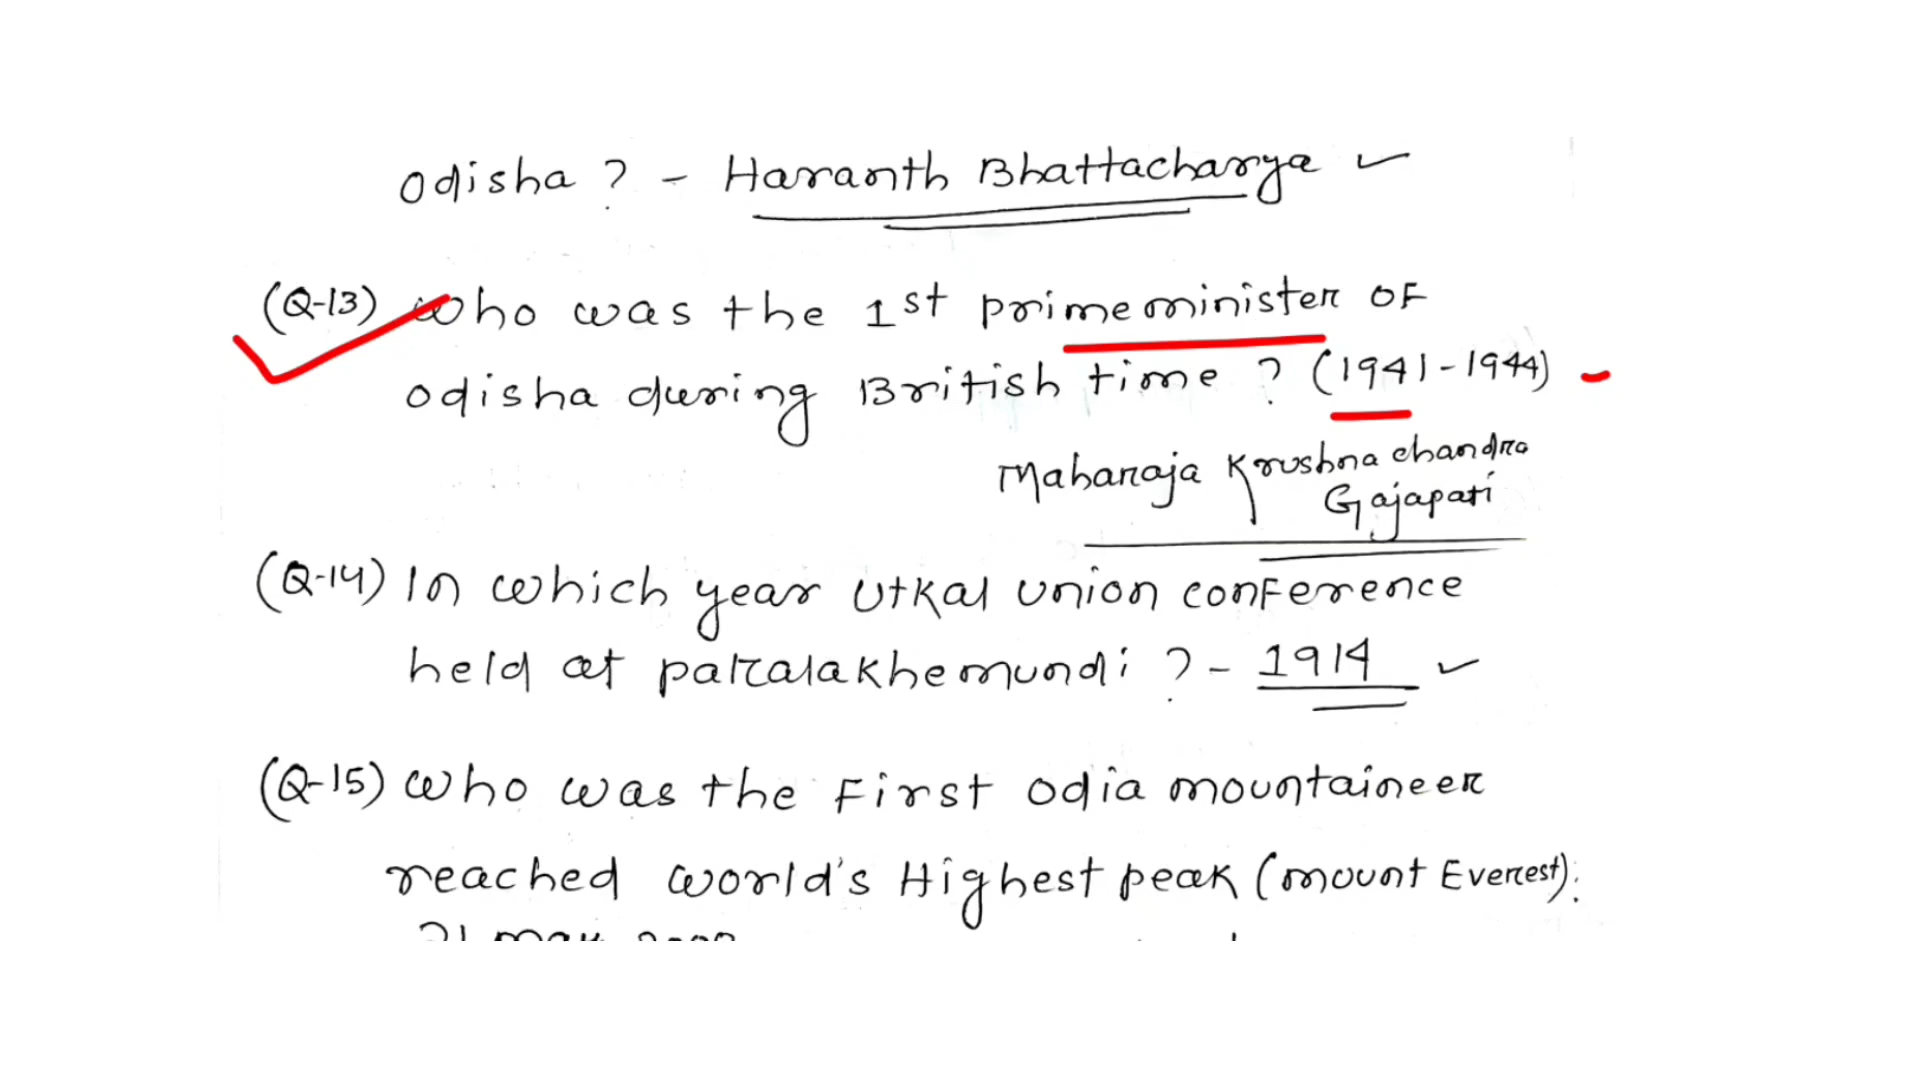 Odisha ? - Haranth Bhattacharya
(Q-13) Who was the 1st primeminister OF
Odisha during British time ? (1941-1944) -
Maharaja Krushna chandra
Gajapati
(Q-14) In which year Utkal Union conference
held at paralakhemundi ? - 1914
(Q-15) Who was the First Odia mountaineer
reached world's Highest peak (mount Everest):